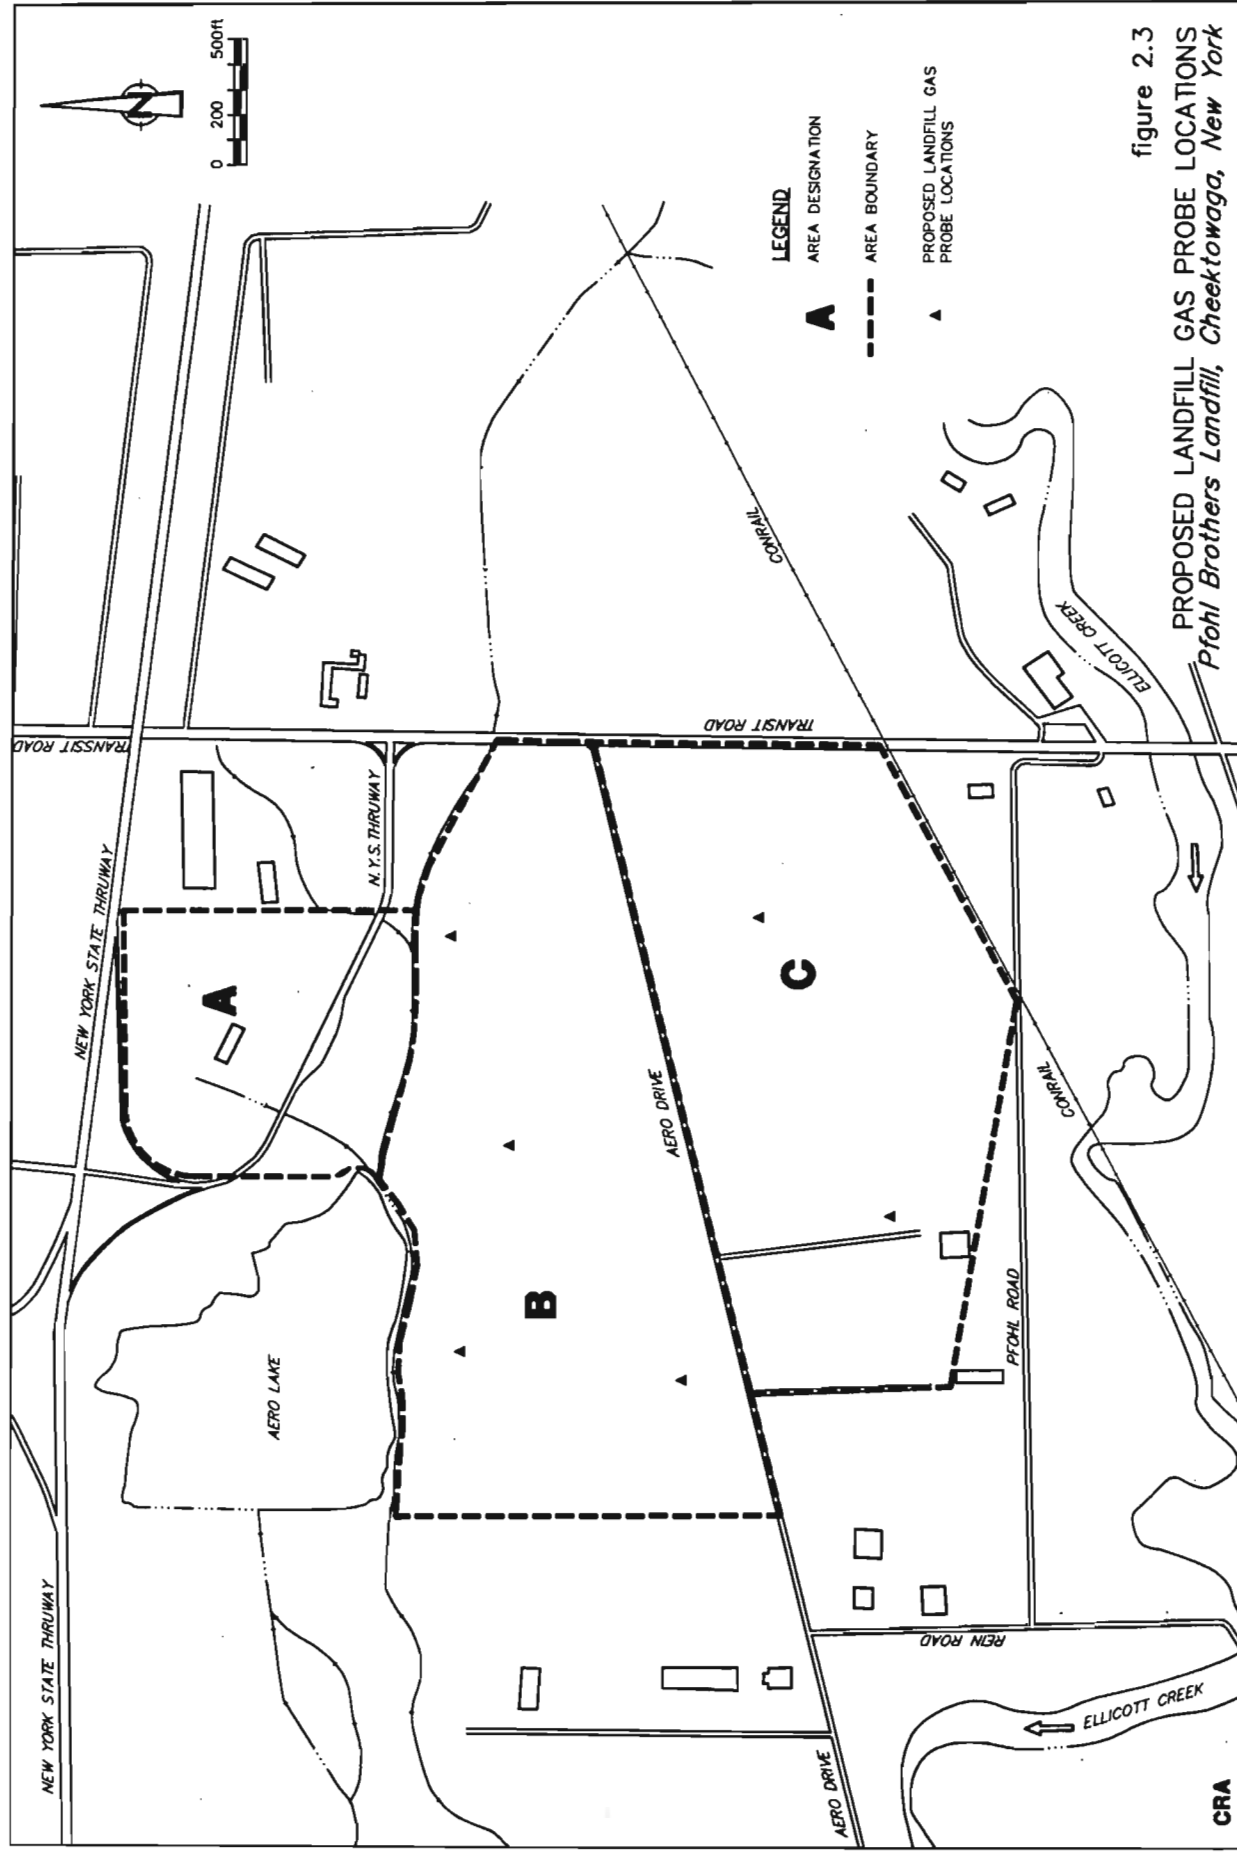 TRANSSIT ROAD
NEW YORK STATE THRUWAY
NEW YORK STATE THRUWAY
N.Y.S. THRUWAY
A
AERO LAKE
B
AERO DRIVE
C
TRANSIT ROAD
CONRAIL
CONRAIL
PFOHL ROAD
REIN ROAD
AERO DRIVE
ELLICOTT CREEK
ELLICOTT CREEK
N
0 200 500ft
LEGEND
A AREA DESIGNATION
AREA BOUNDARY
PROPOSED LANDFILL GAS
PROBE LOCATIONS
figure 2.3
PROPOSED LANDFILL GAS PROBE LOCATIONS
Pfohl Brothers Landfill, Cheektowaga, New York
CRA